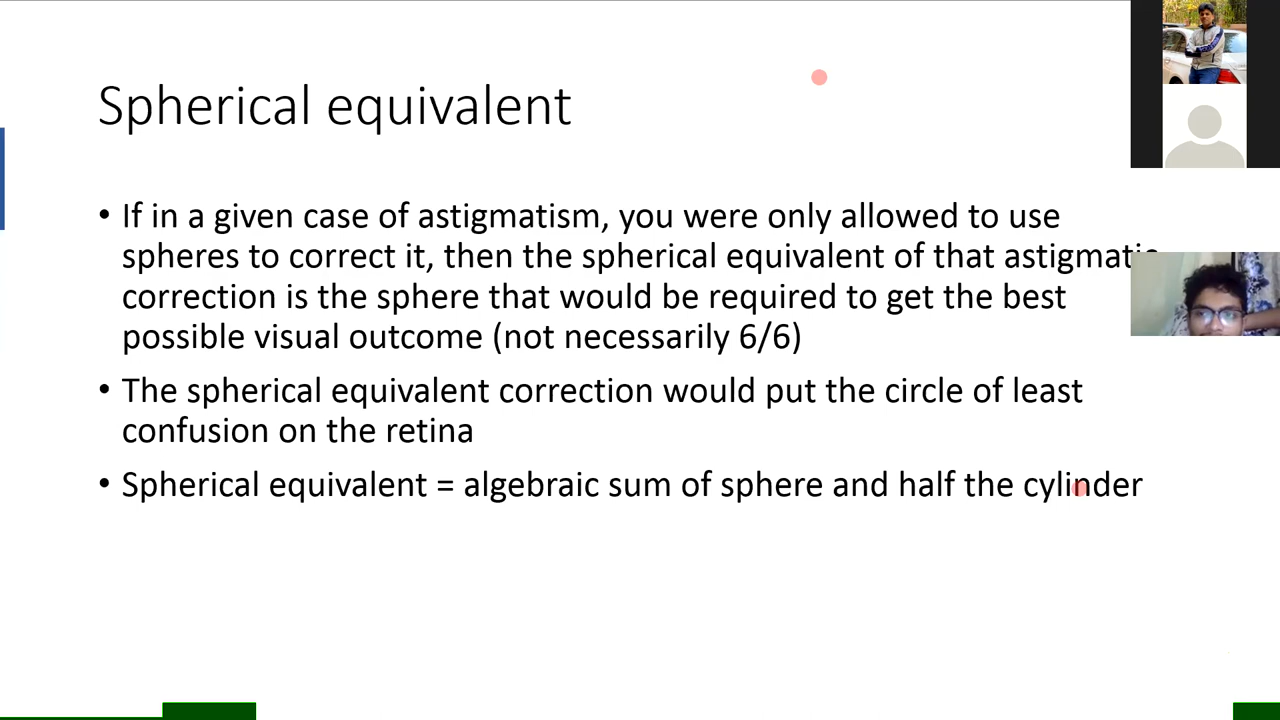 Spherical equivalent
• If in a given case of astigmatism, you were only allowed to use
spheres to correct it, then the spherical equivalent of that astigmatic
correction is the sphere that would be required to get the best
possible visual outcome (not necessarily 6/6)
• The spherical equivalent correction would put the circle of least
confusion on the retina
• Spherical equivalent = algebraic sum of sphere and half the cylinder